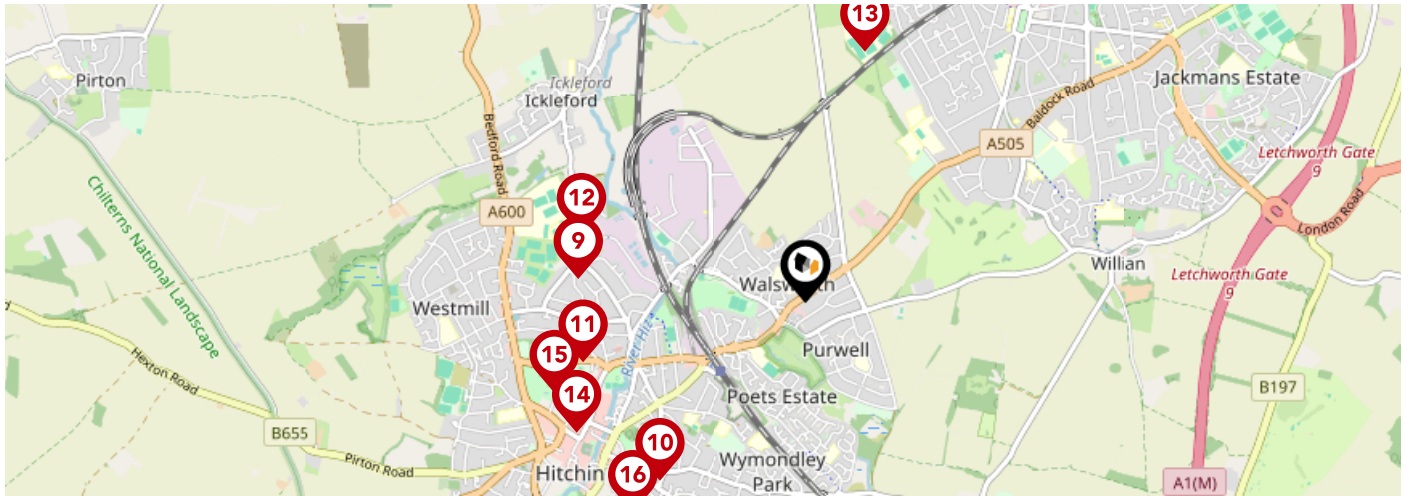 13
Pirton
Ickleford
Ickleford
Jackmans Estate
Baldock Road
Bedford Road
A505
Letchworth Gate
9
Chilterns National Landscape
12
A600
London Road
9
Walsworth
Willian
Letchworth Gate
9
Westmill
11
River Hiz
15
Purwell
Hexton Road
14
Poets Estate
B197
B655
10
Pirton Road
Hitchin
16
Wymondley
Park
A1(M)